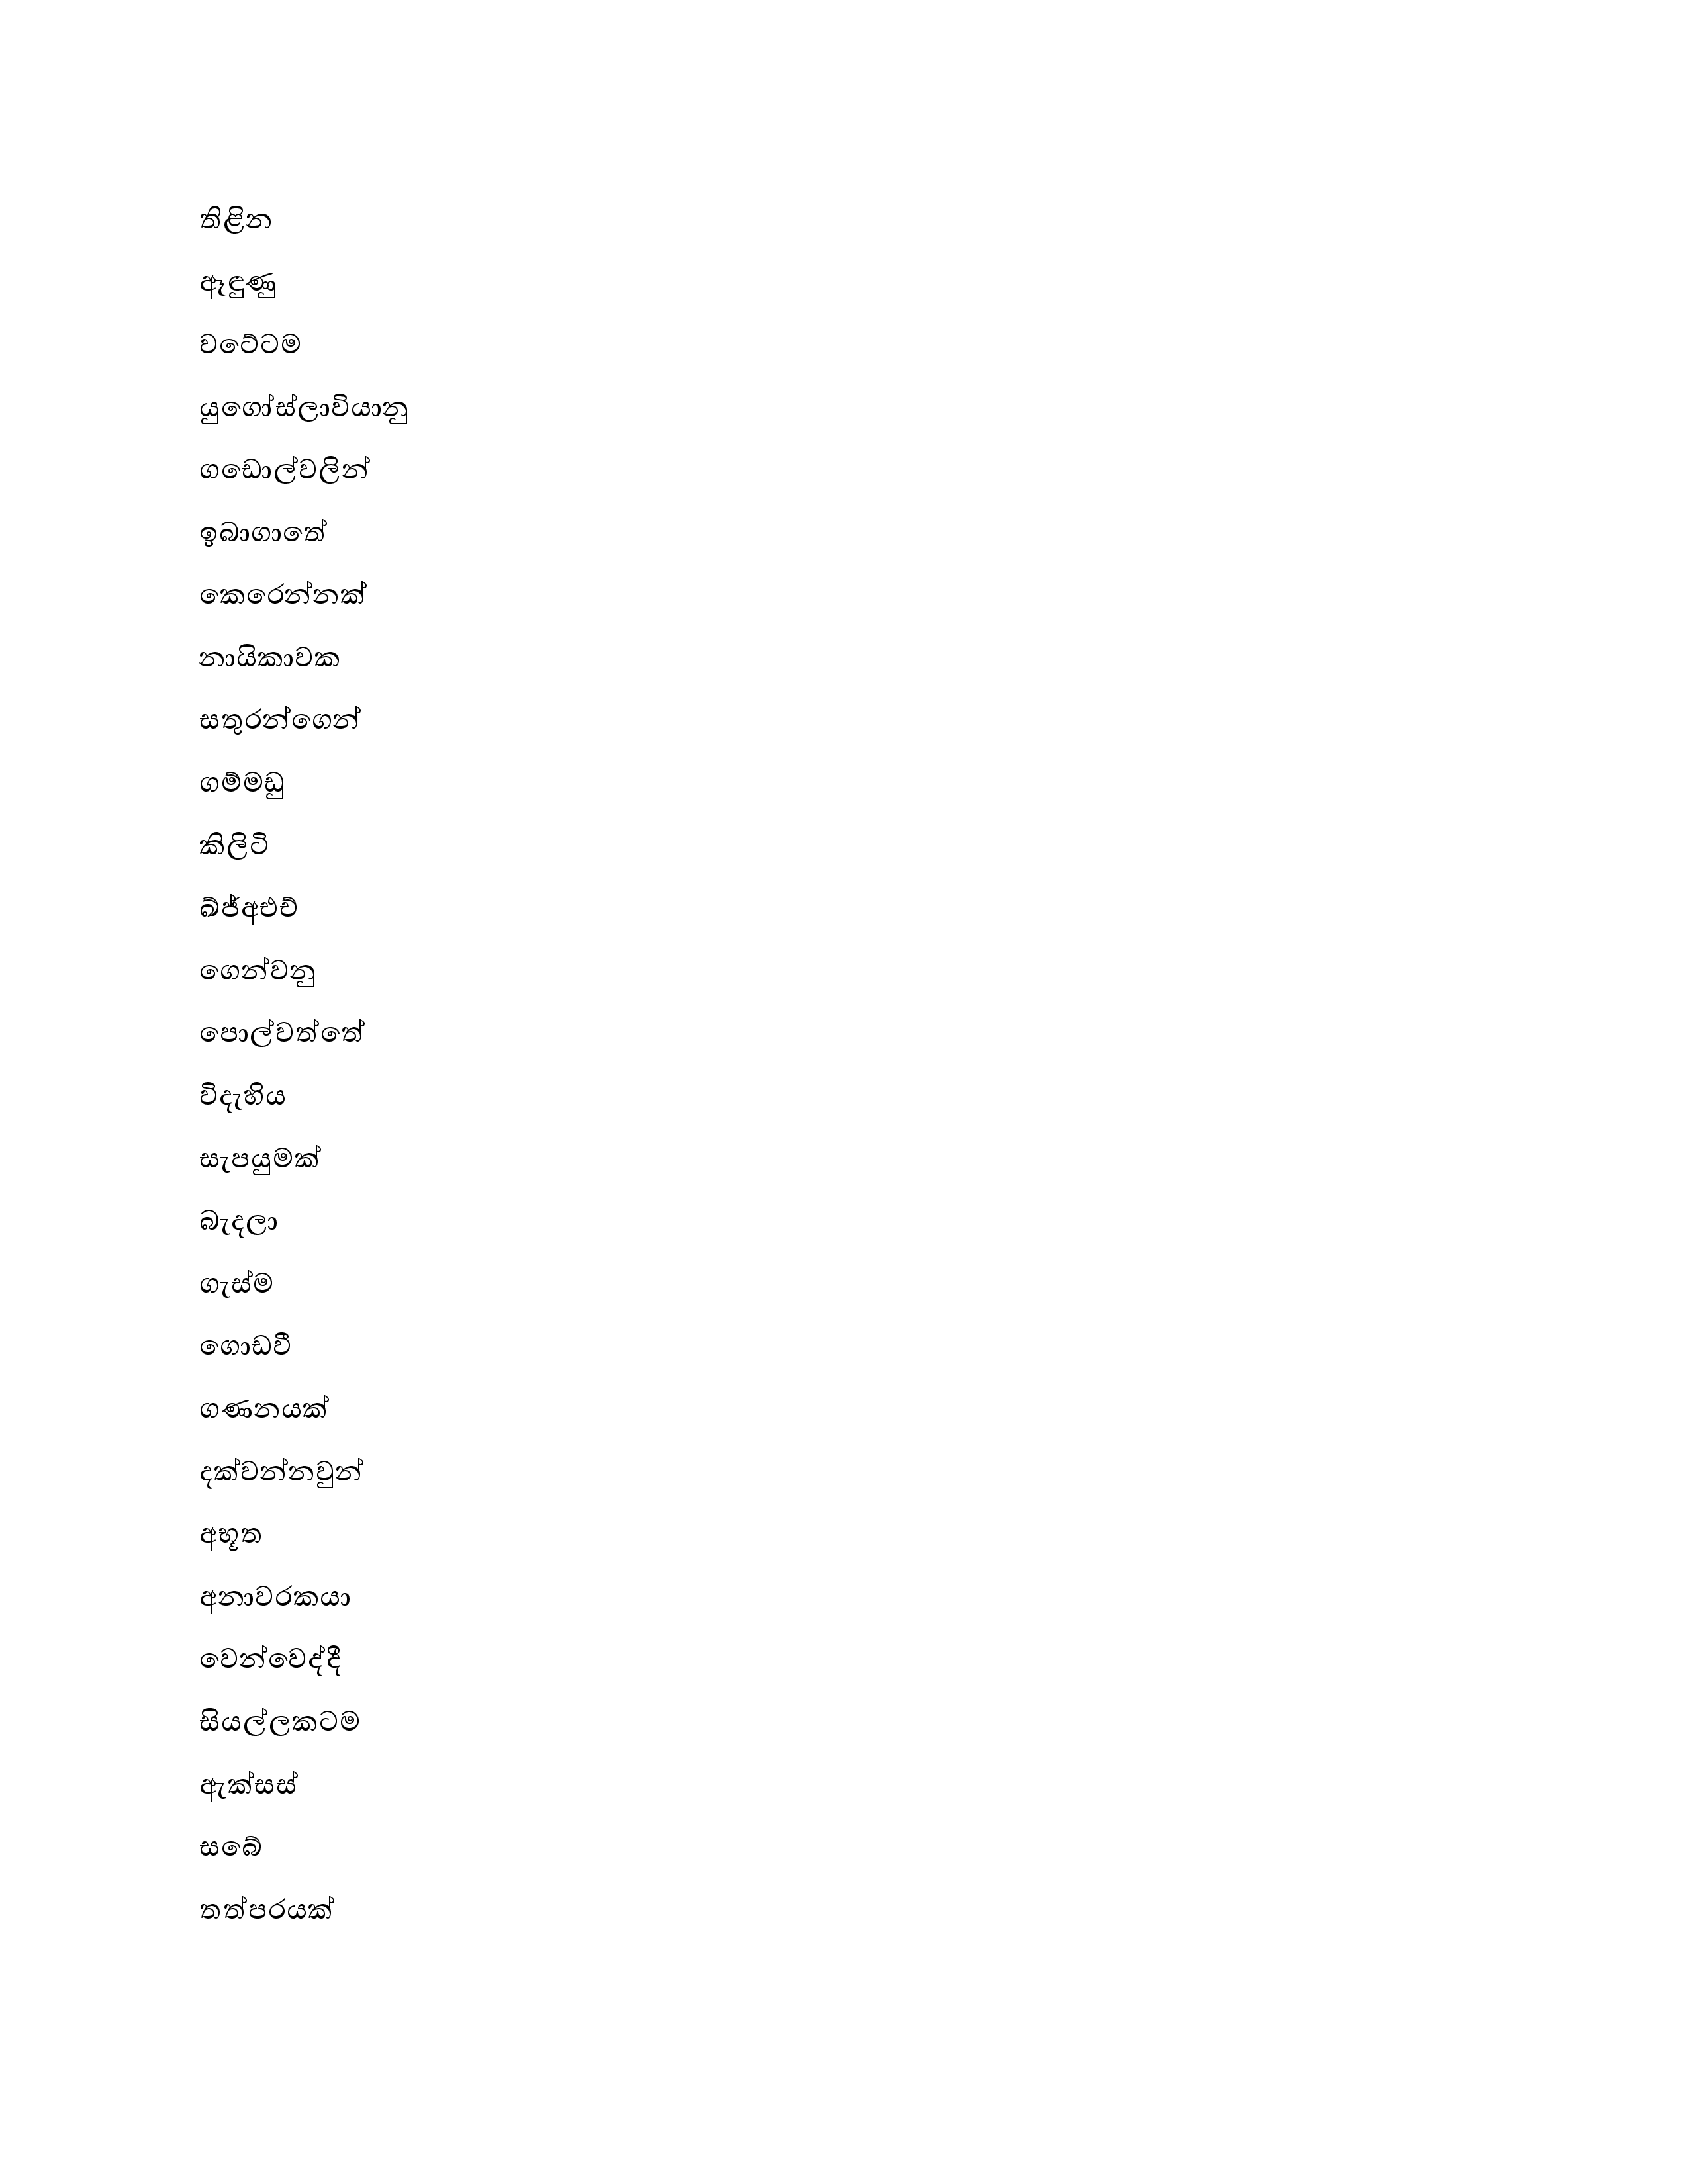 තිළින
ඈඳුණු
වටේටම
යුගෝස්ලාවියානු
ගඩොල්වලින්
ඉබාගාතේ
කෙරෙන්නක්
නායිකාවක
සතුරන්ගෙන්
ගම්මඩු
කිලිටි
ඛ්ජ්අඑච්
ගෙන්වනු
පොල්වත්තේ
විදැහිය
සැපයුමක්
බැදලා
ගැස්ම
ගොඩවී
ගණනයක්
දක්වන්නවුන්
අභූත
අනාවරකයා
වෙන්වෙද්දී
සියල්ලකටම
ඇක්සස්
සබේ
තත්පරයක්